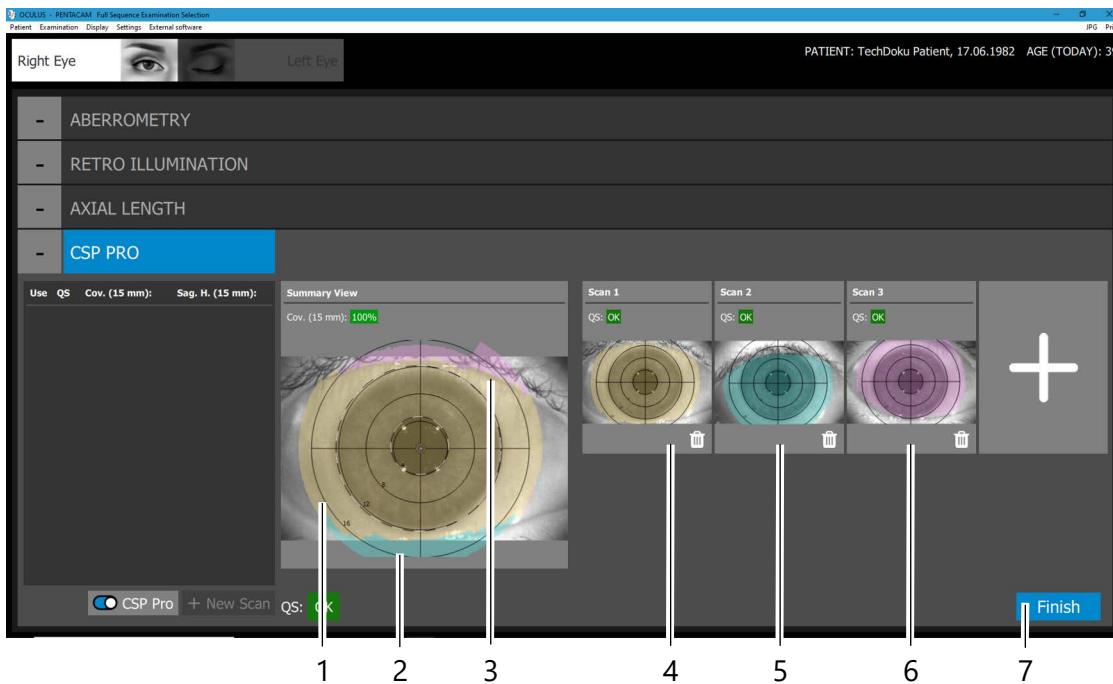 OCULUS - PENTACAM Full Sequence Examination Selection
Patient Examination Display Settings External software JPG
Right Eye Left Eye PATIENT: TechDoku Patient, 17.06.1982 AGE (TODAY):
- ABERROMETRY
- RETRO ILLUMINATION
- AXIAL LENGTH
- CSP PRO
Use QS Cov. (15 mm): Sag. H. (15 mm):
Summary View
Cov. (15 mm): 100%
8
12
16
Scan 1 Scan 2 Scan 3
QS: OK QS: OK QS: OK
CSP Pro + New Scan QS: OK Finish
1 2 3 4 5 6 7